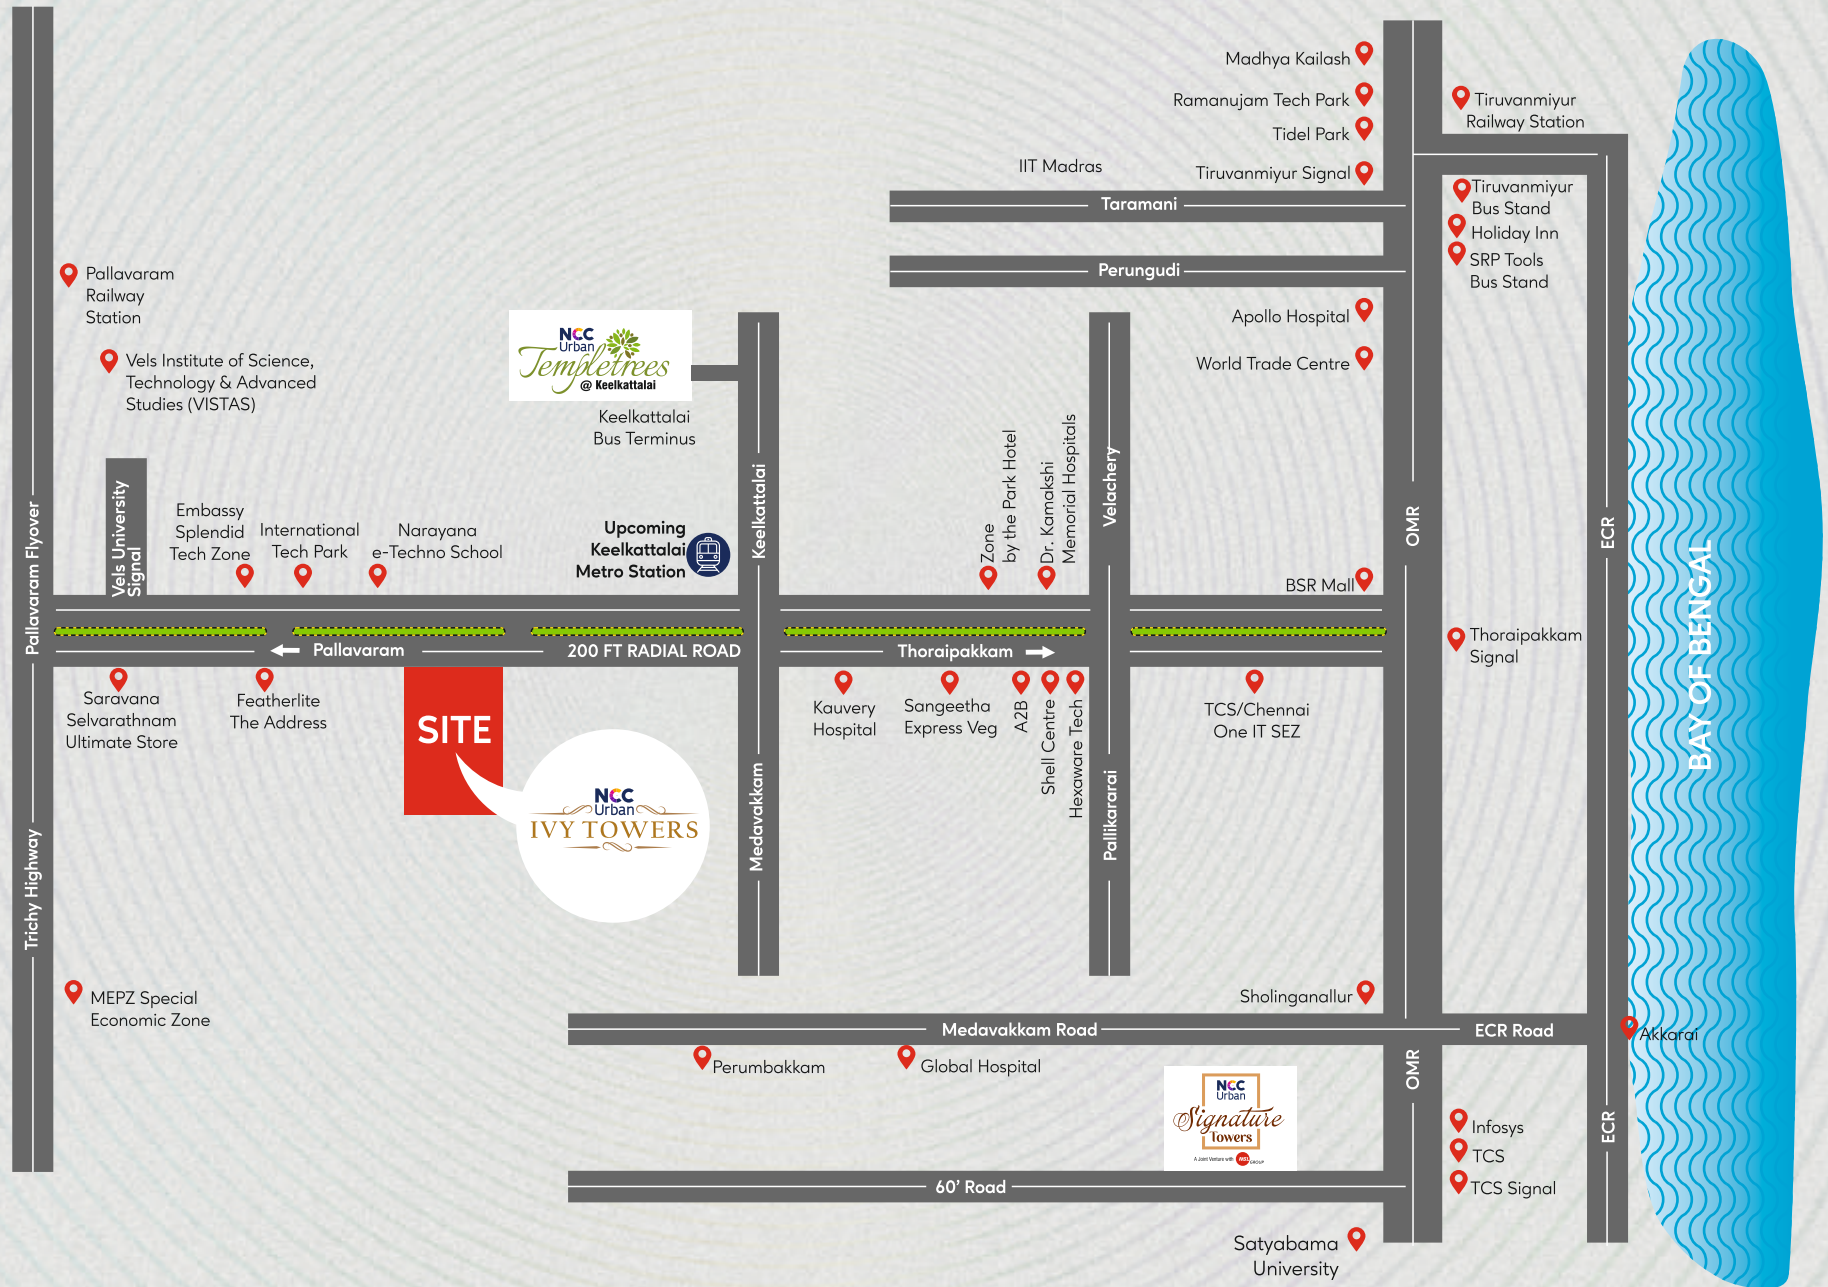 Madhya Kailash
Ramanujam Tech Park
Tidel Park
IIT Madras
Tiruvanmiyur Signal
Taramani
Perungudi
Tiruvanmiyur
Railway Station
Tiruvanmiyur
Bus Stand
Holiday Inn
SRP Tools
Bus Stand
Apollo Hospital
World Trade Centre
Pallavaram
Railway
Station
Vels Institute of Science,
Technology & Advanced
Studies (VISTAS)
NCC
Urban
Templetrees
@ Keelkattalai
Keelkattalai
Bus Terminus
Pallavaram Flyover
Vels University
Signal
Embassy
Splendid
Tech Zone
International
Tech Park
Narayana
e-Techno School
Upcoming
Keelkattalai
Metro Station
Keelkattalai
Zone
by the Park Hotel
Dr. Kamakshi
Memorial Hospitals
Velachery
BSR Mall
OMR
ECR
BAY OF BENGAL
Thoraipakkam
Signal
Pallavaram
200 FT RADIAL ROAD
Thoraipakkam
Saravana
Selvarathnam
Ultimate Store
Featherlite
The Address
SITE
NCC
Urban
IVY TOWERS
Medavakkam
Kauvery
Hospital
Sangeetha
Express Veg
A2B
Shell Centre
Hexaware Tech
Pallikararai
TCS/Chennai
One IT SEZ
Trichy Highway
MEPZ Special
Economic Zone
Sholinganallur
Medavakkam Road
ECR Road
Akkarai
Perumbakkam
Global Hospital
OMR
NCC
Urban
Signature
Towers
A Joint Venture with
GROUP
ECR
Infosys
TCS
TCS Signal
60' Road
Satyabama
University